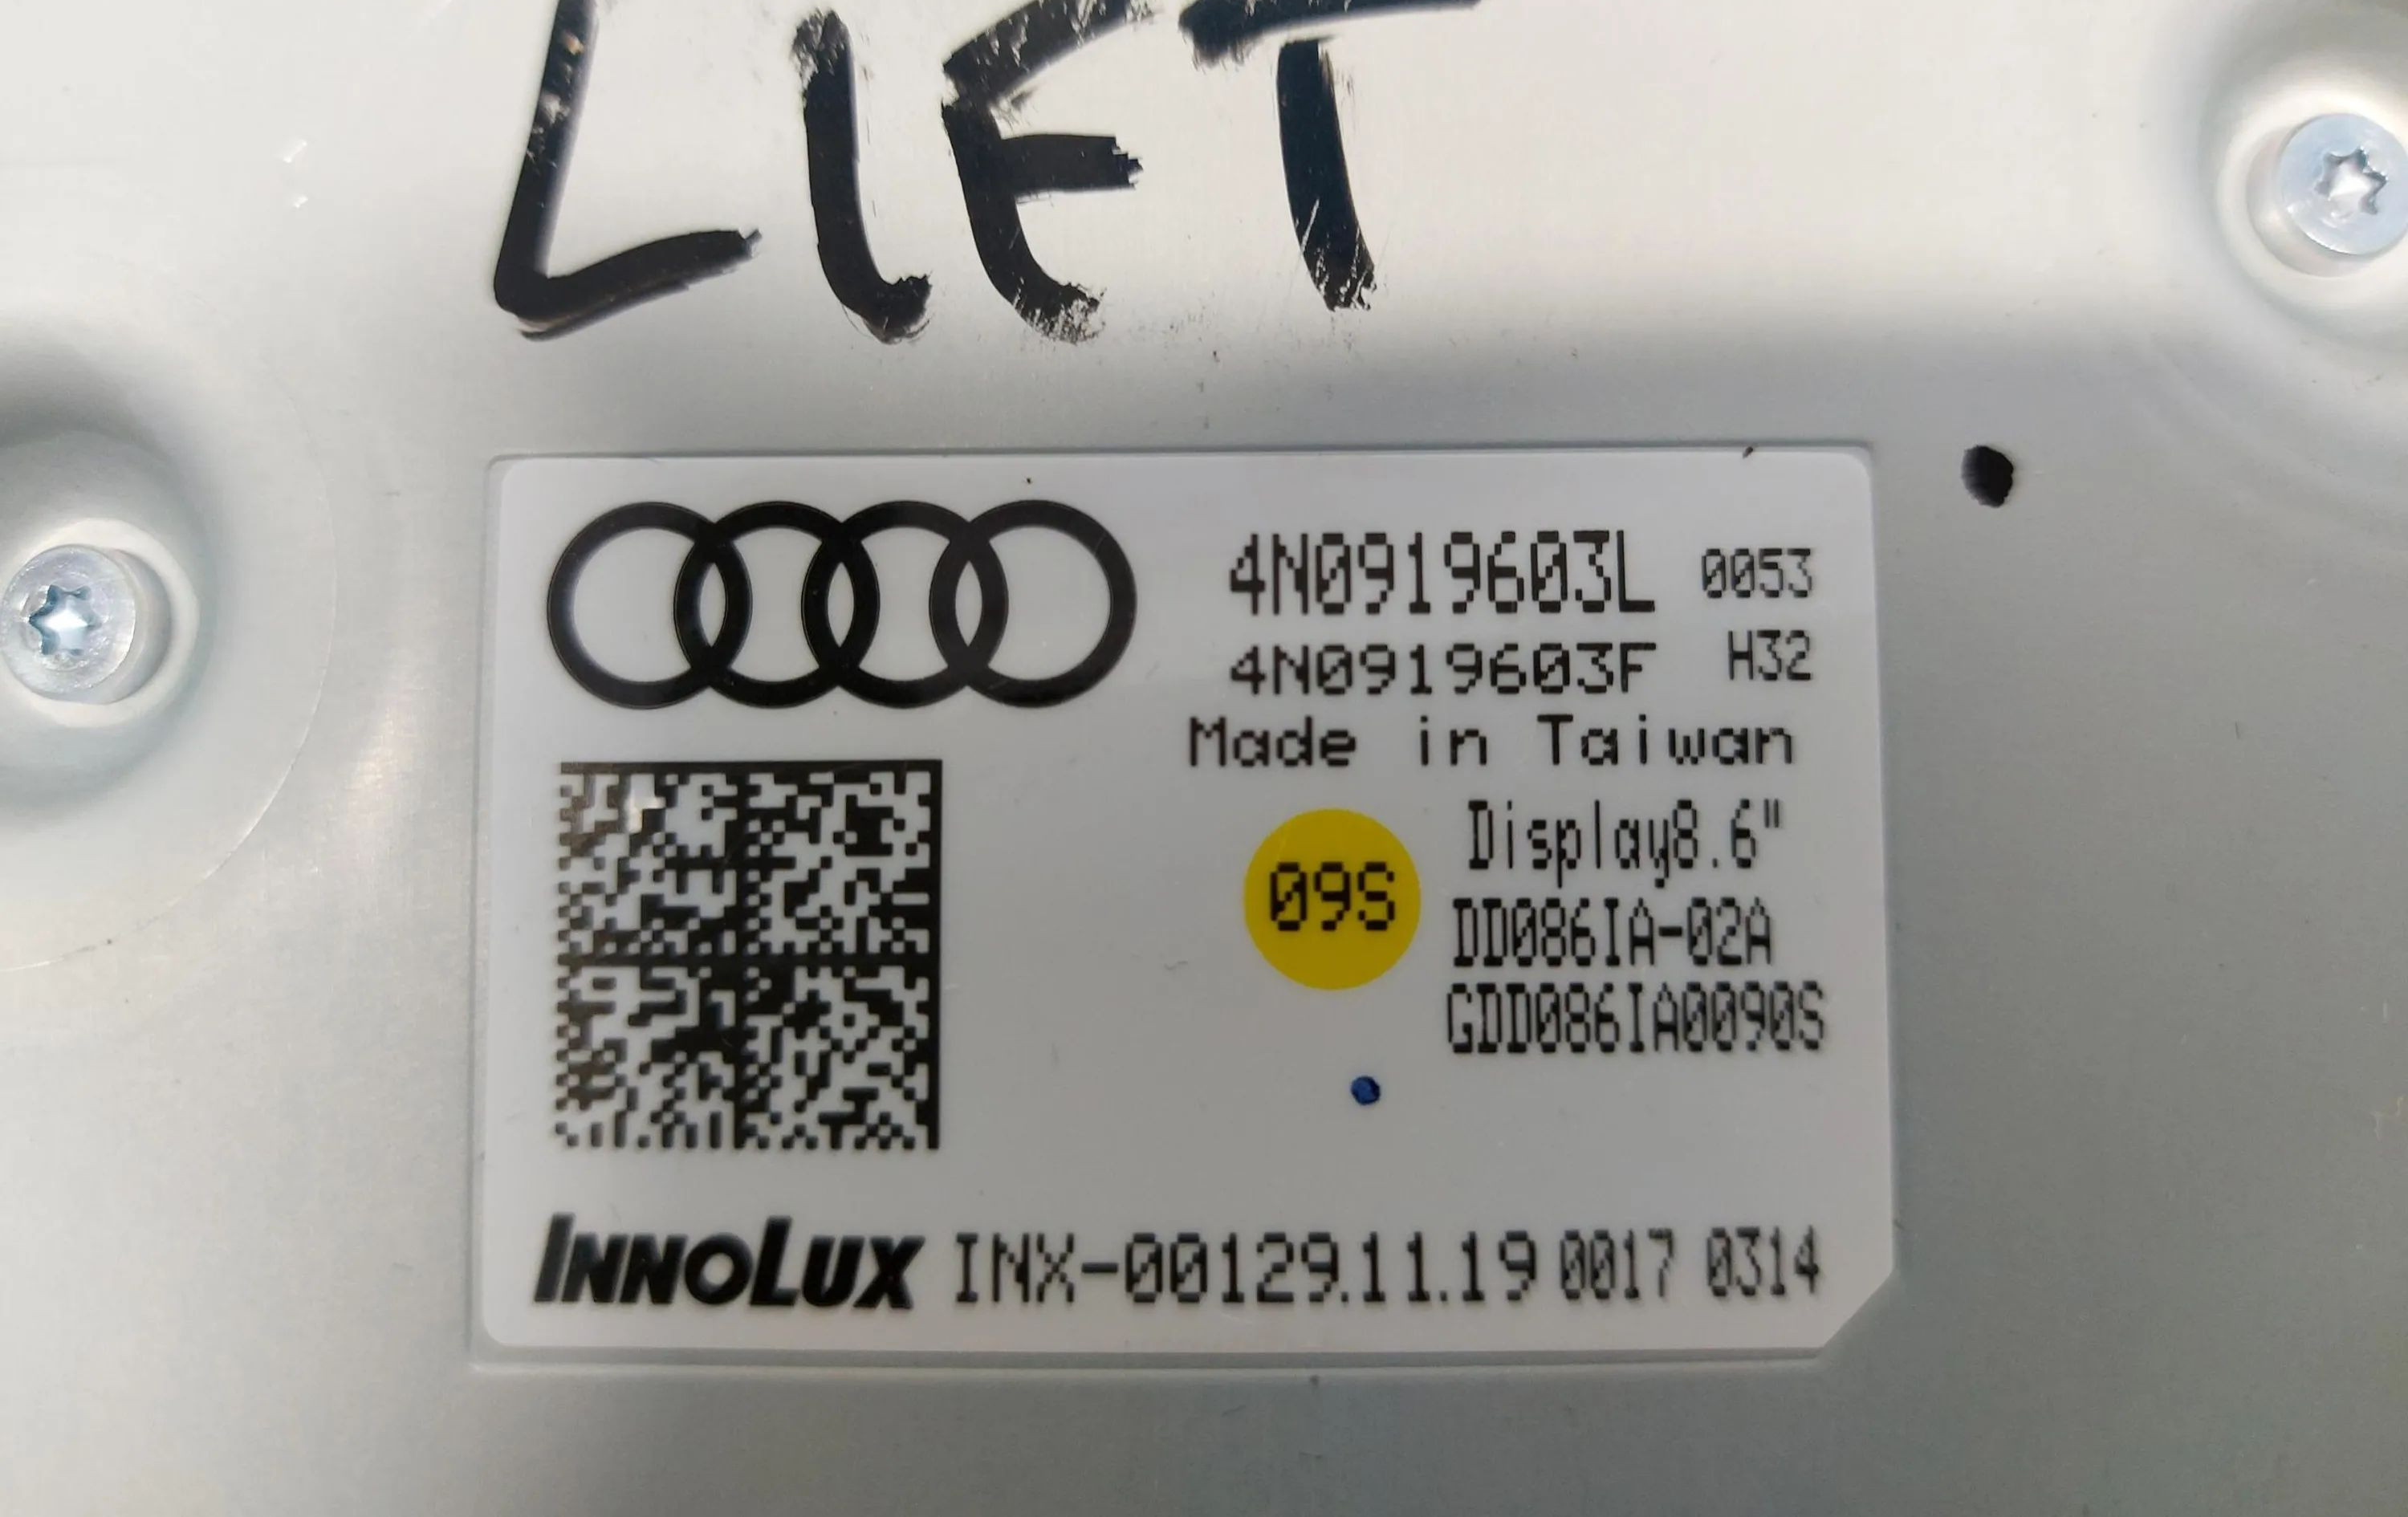 LIFT
4N0919603L 0053
4N0919603F H32
Made in Taiwan
Display8.6"
09S
DD086IA-02A
GDD086IA0090S
INNOLUX INX-00129.11.19 0017 0314